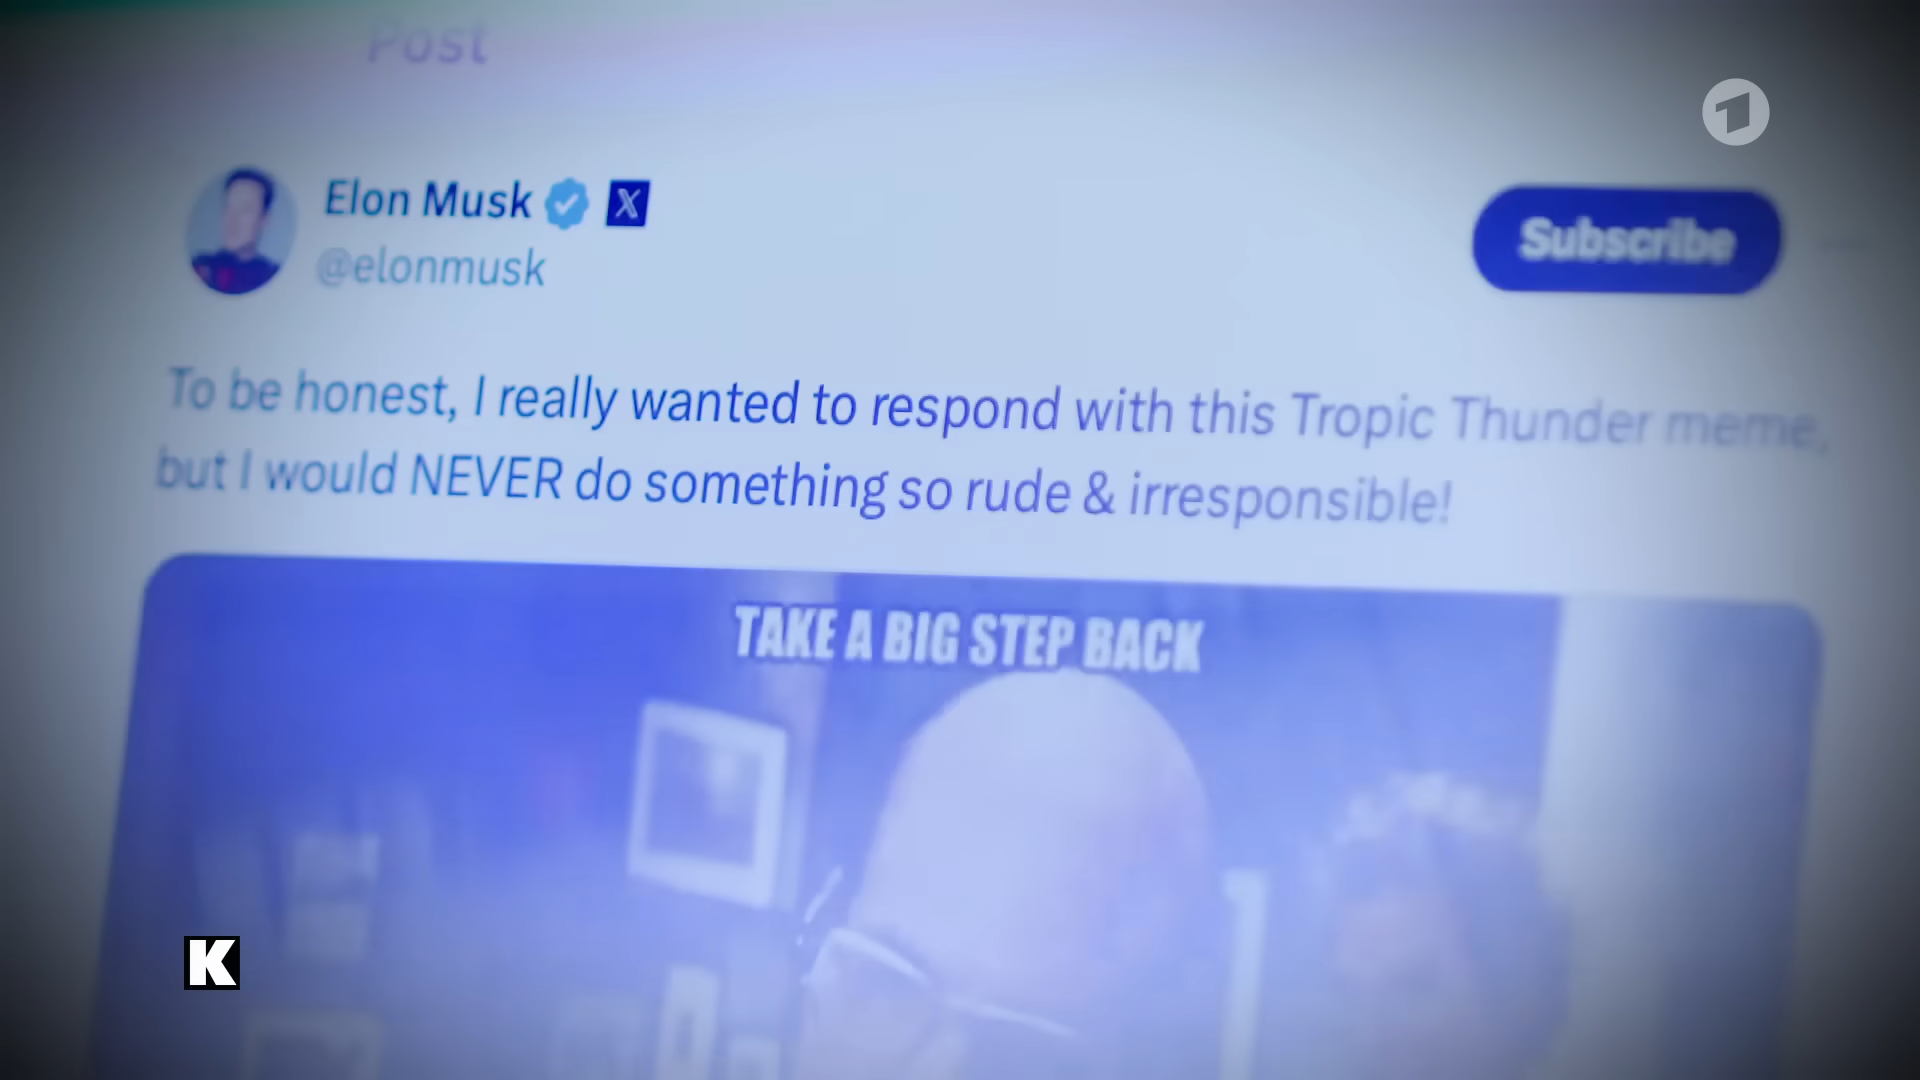 Post
Elon Musk
@elonmusk
Subscribe
To be honest, I really wanted to respond with this Tropic Thunder meme,
but I would NEVER do something so rude & irresponsible!
TAKE A BIG STEP BACK
K